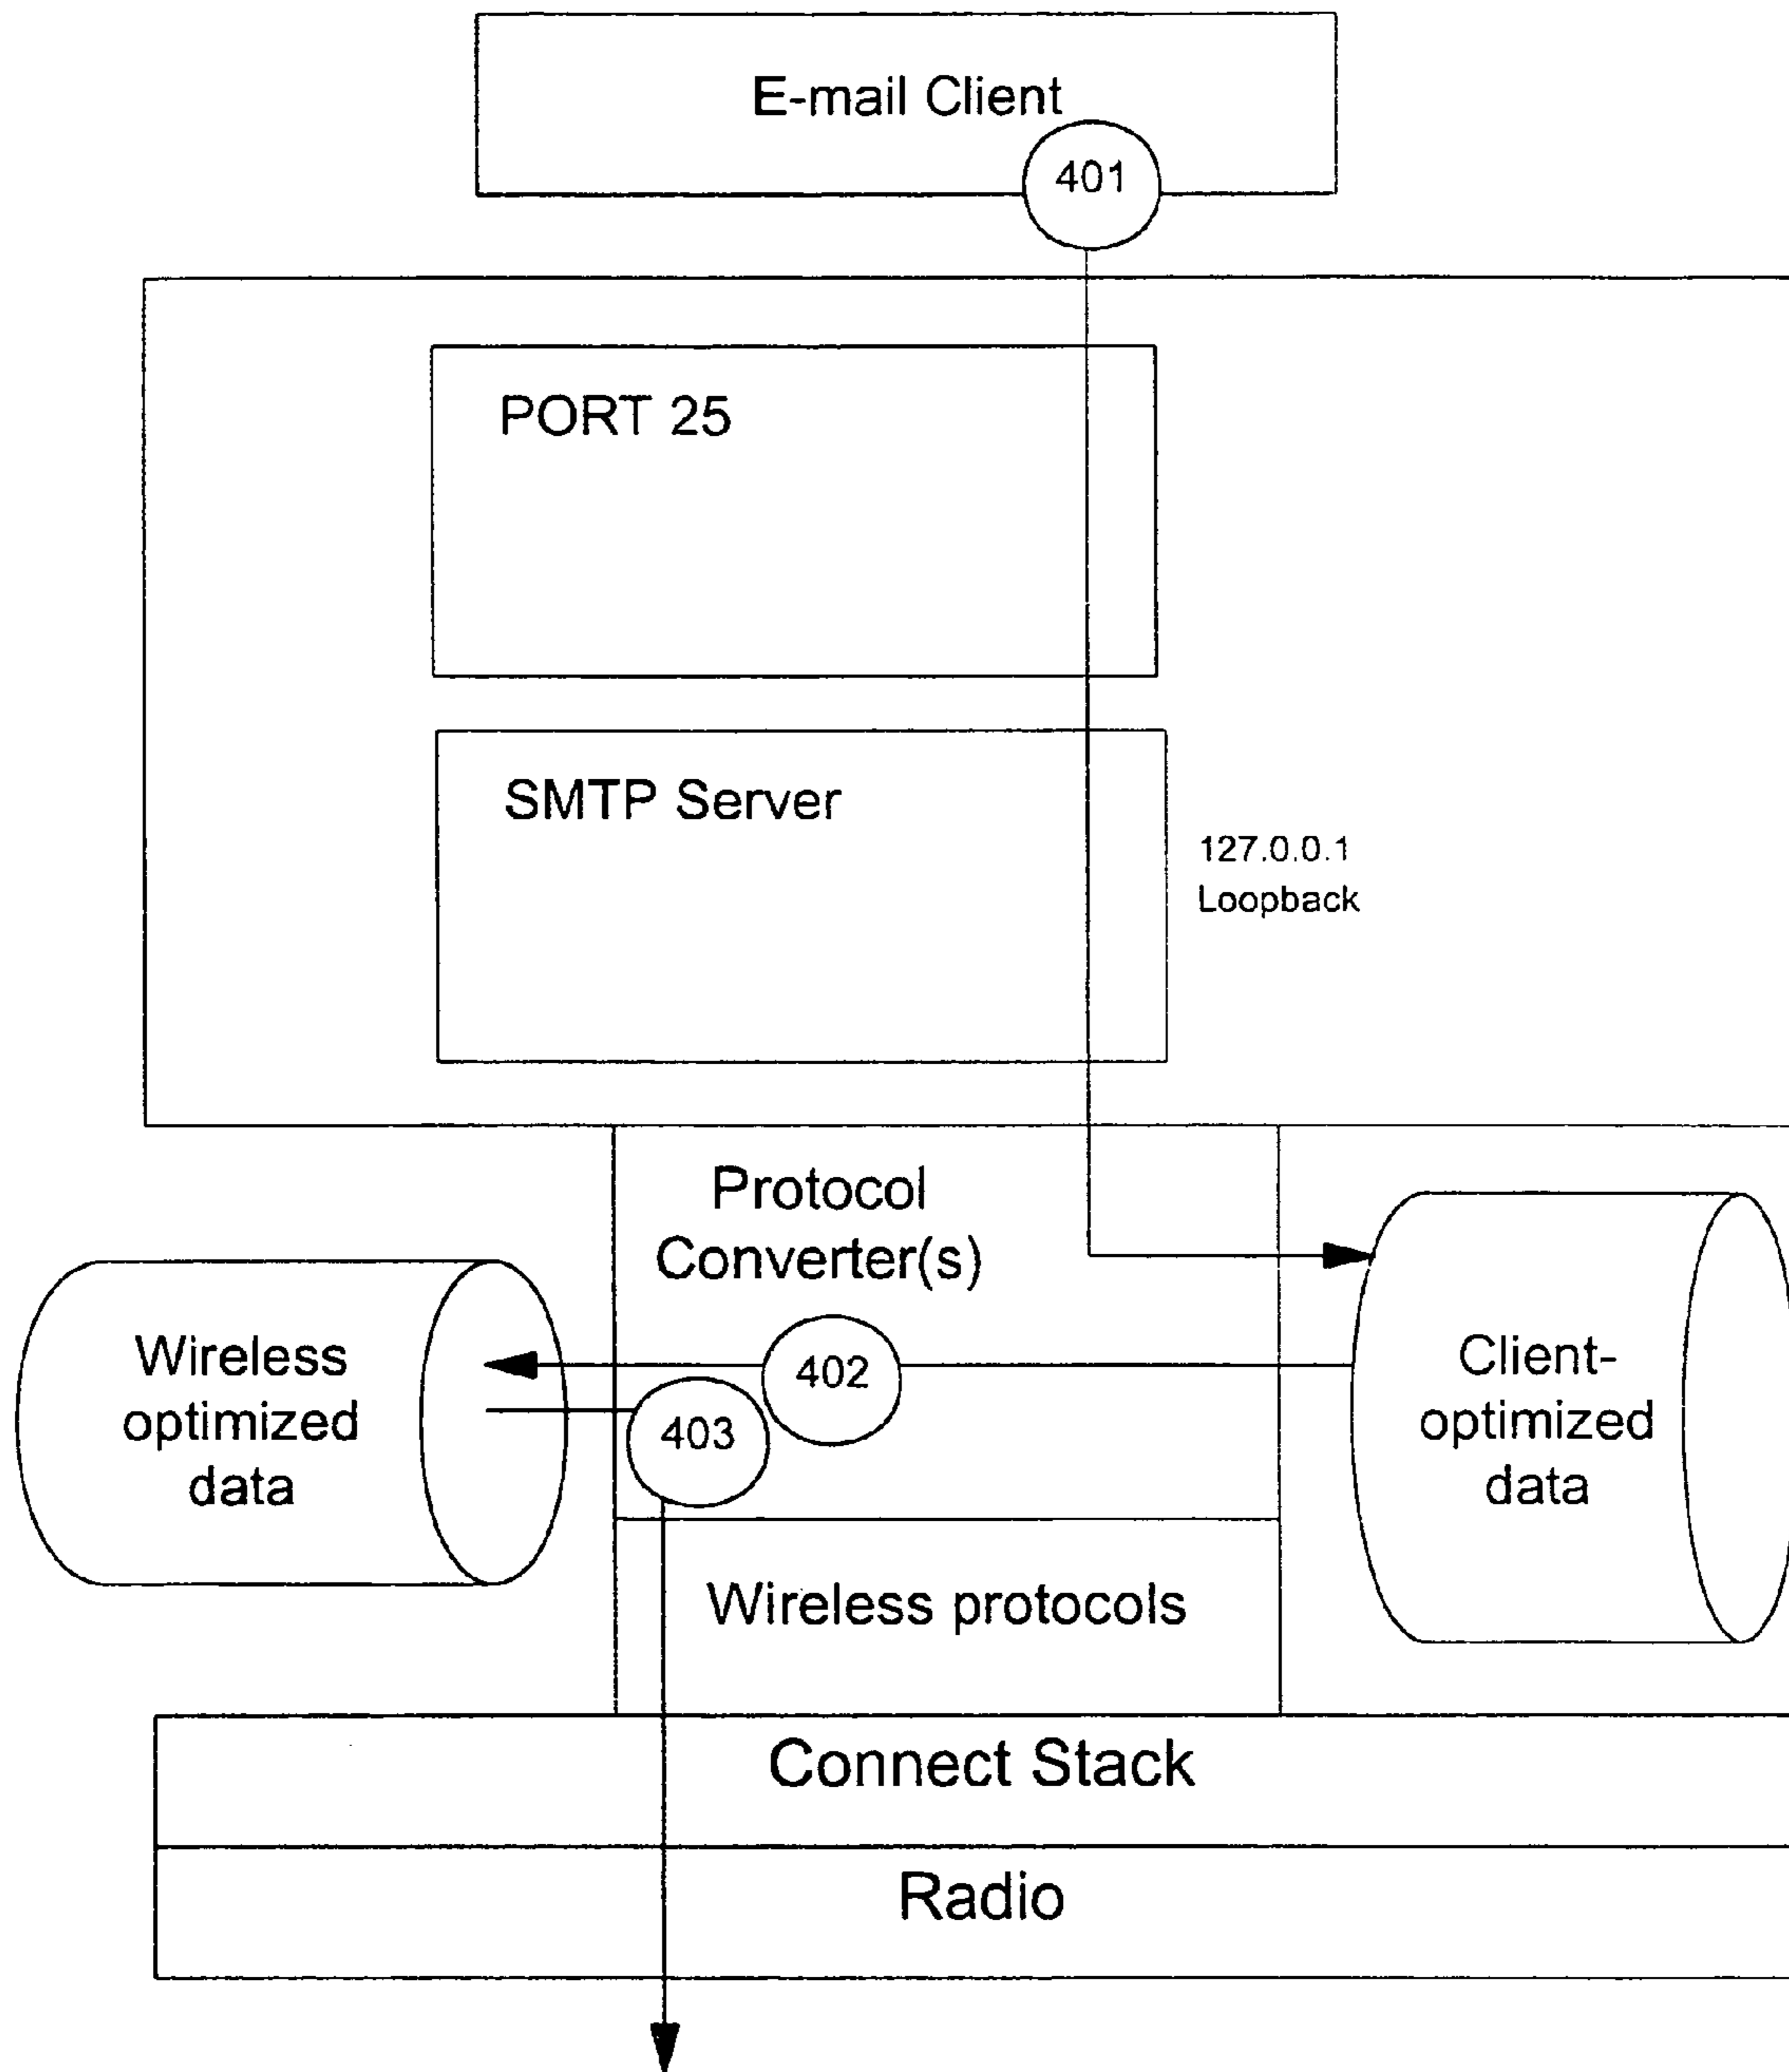 E-mail Client
401
PORT 25
SMTP Server
127.0.0.1
Loopback
Protocol
Converter(s)
402
403
Wireless
optimized
data
Client-
optimized
data
Wireless protocols
Connect Stack
Radio